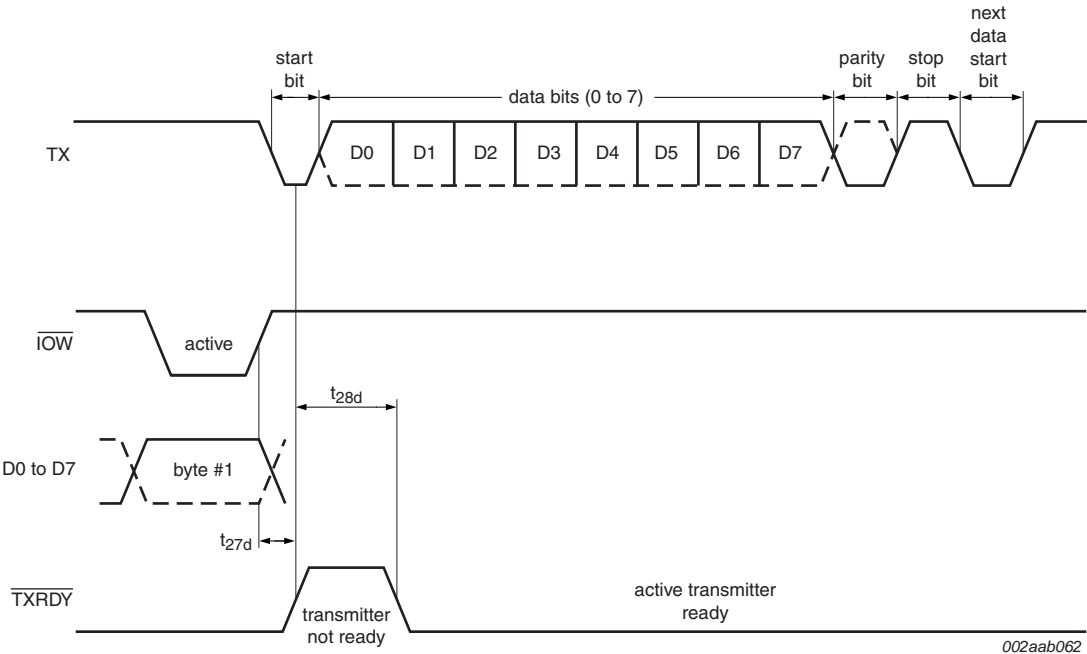 next
data
start
bit
start
bit
parity
bit
stop
bit
data bits (0 to 7)
TX
D0 D1 D2 D3 D4 D5 D6 D7
IOW
active
t28d
D0 to D7
byte #1
t27d
TXRDY
transmitter
not ready
active transmitter
ready
002aab062